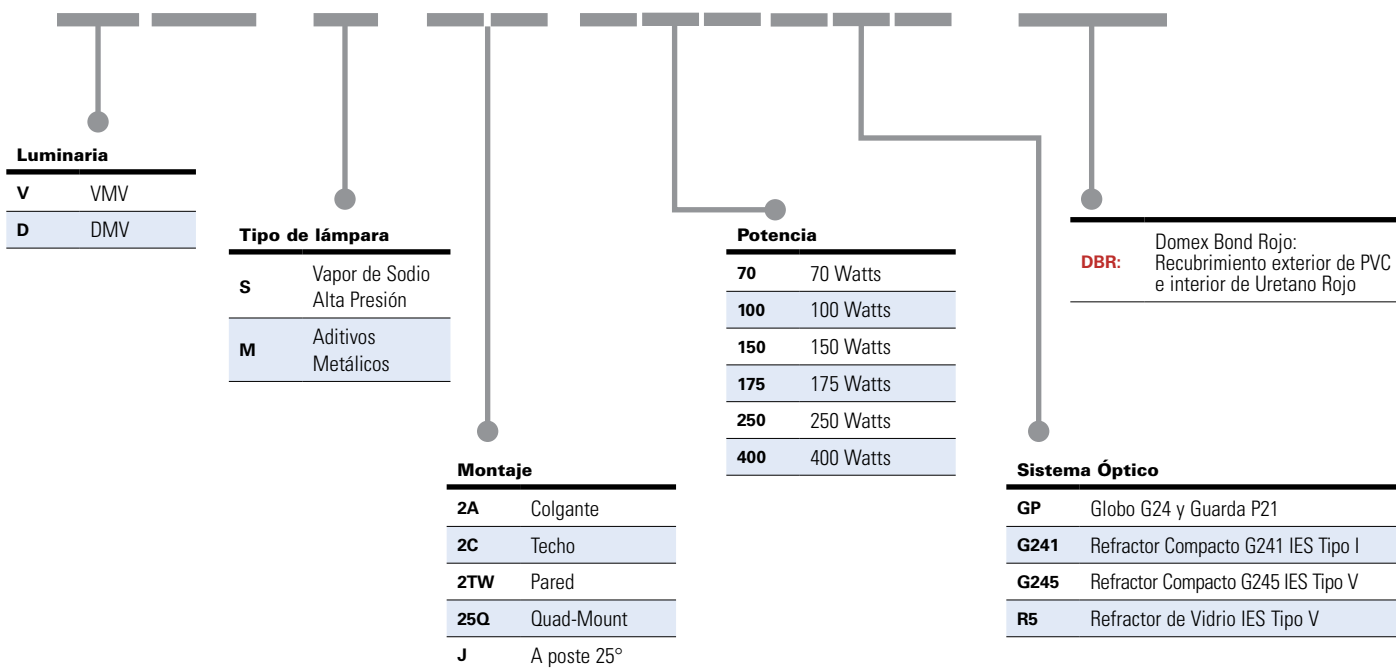 Luminaria
V VMV
D DMV
Tipo de lámpara
S Vapor de Sodio
Alta Presión
M Aditivos
Metálicos
Montaje
2A Colgante
2C Techo
2TW Pared
25Q Quad-Mount
J A poste 25°
Potencia
70 70 Watts
100 100 Watts
150 150 Watts
175 175 Watts
250 250 Watts
400 400 Watts
Sistema Óptico
GP Globo G24 y Guarda P21
G241 Refractor Compacto G241 IES Tipo I
G245 Refractor Compacto G245 IES Tipo V
R5 Refractor de Vidrio IES Tipo V
Domex Bond Rojo:
DBR: Recubrimiento exterior de PVC
e interior de Uretano Rojo